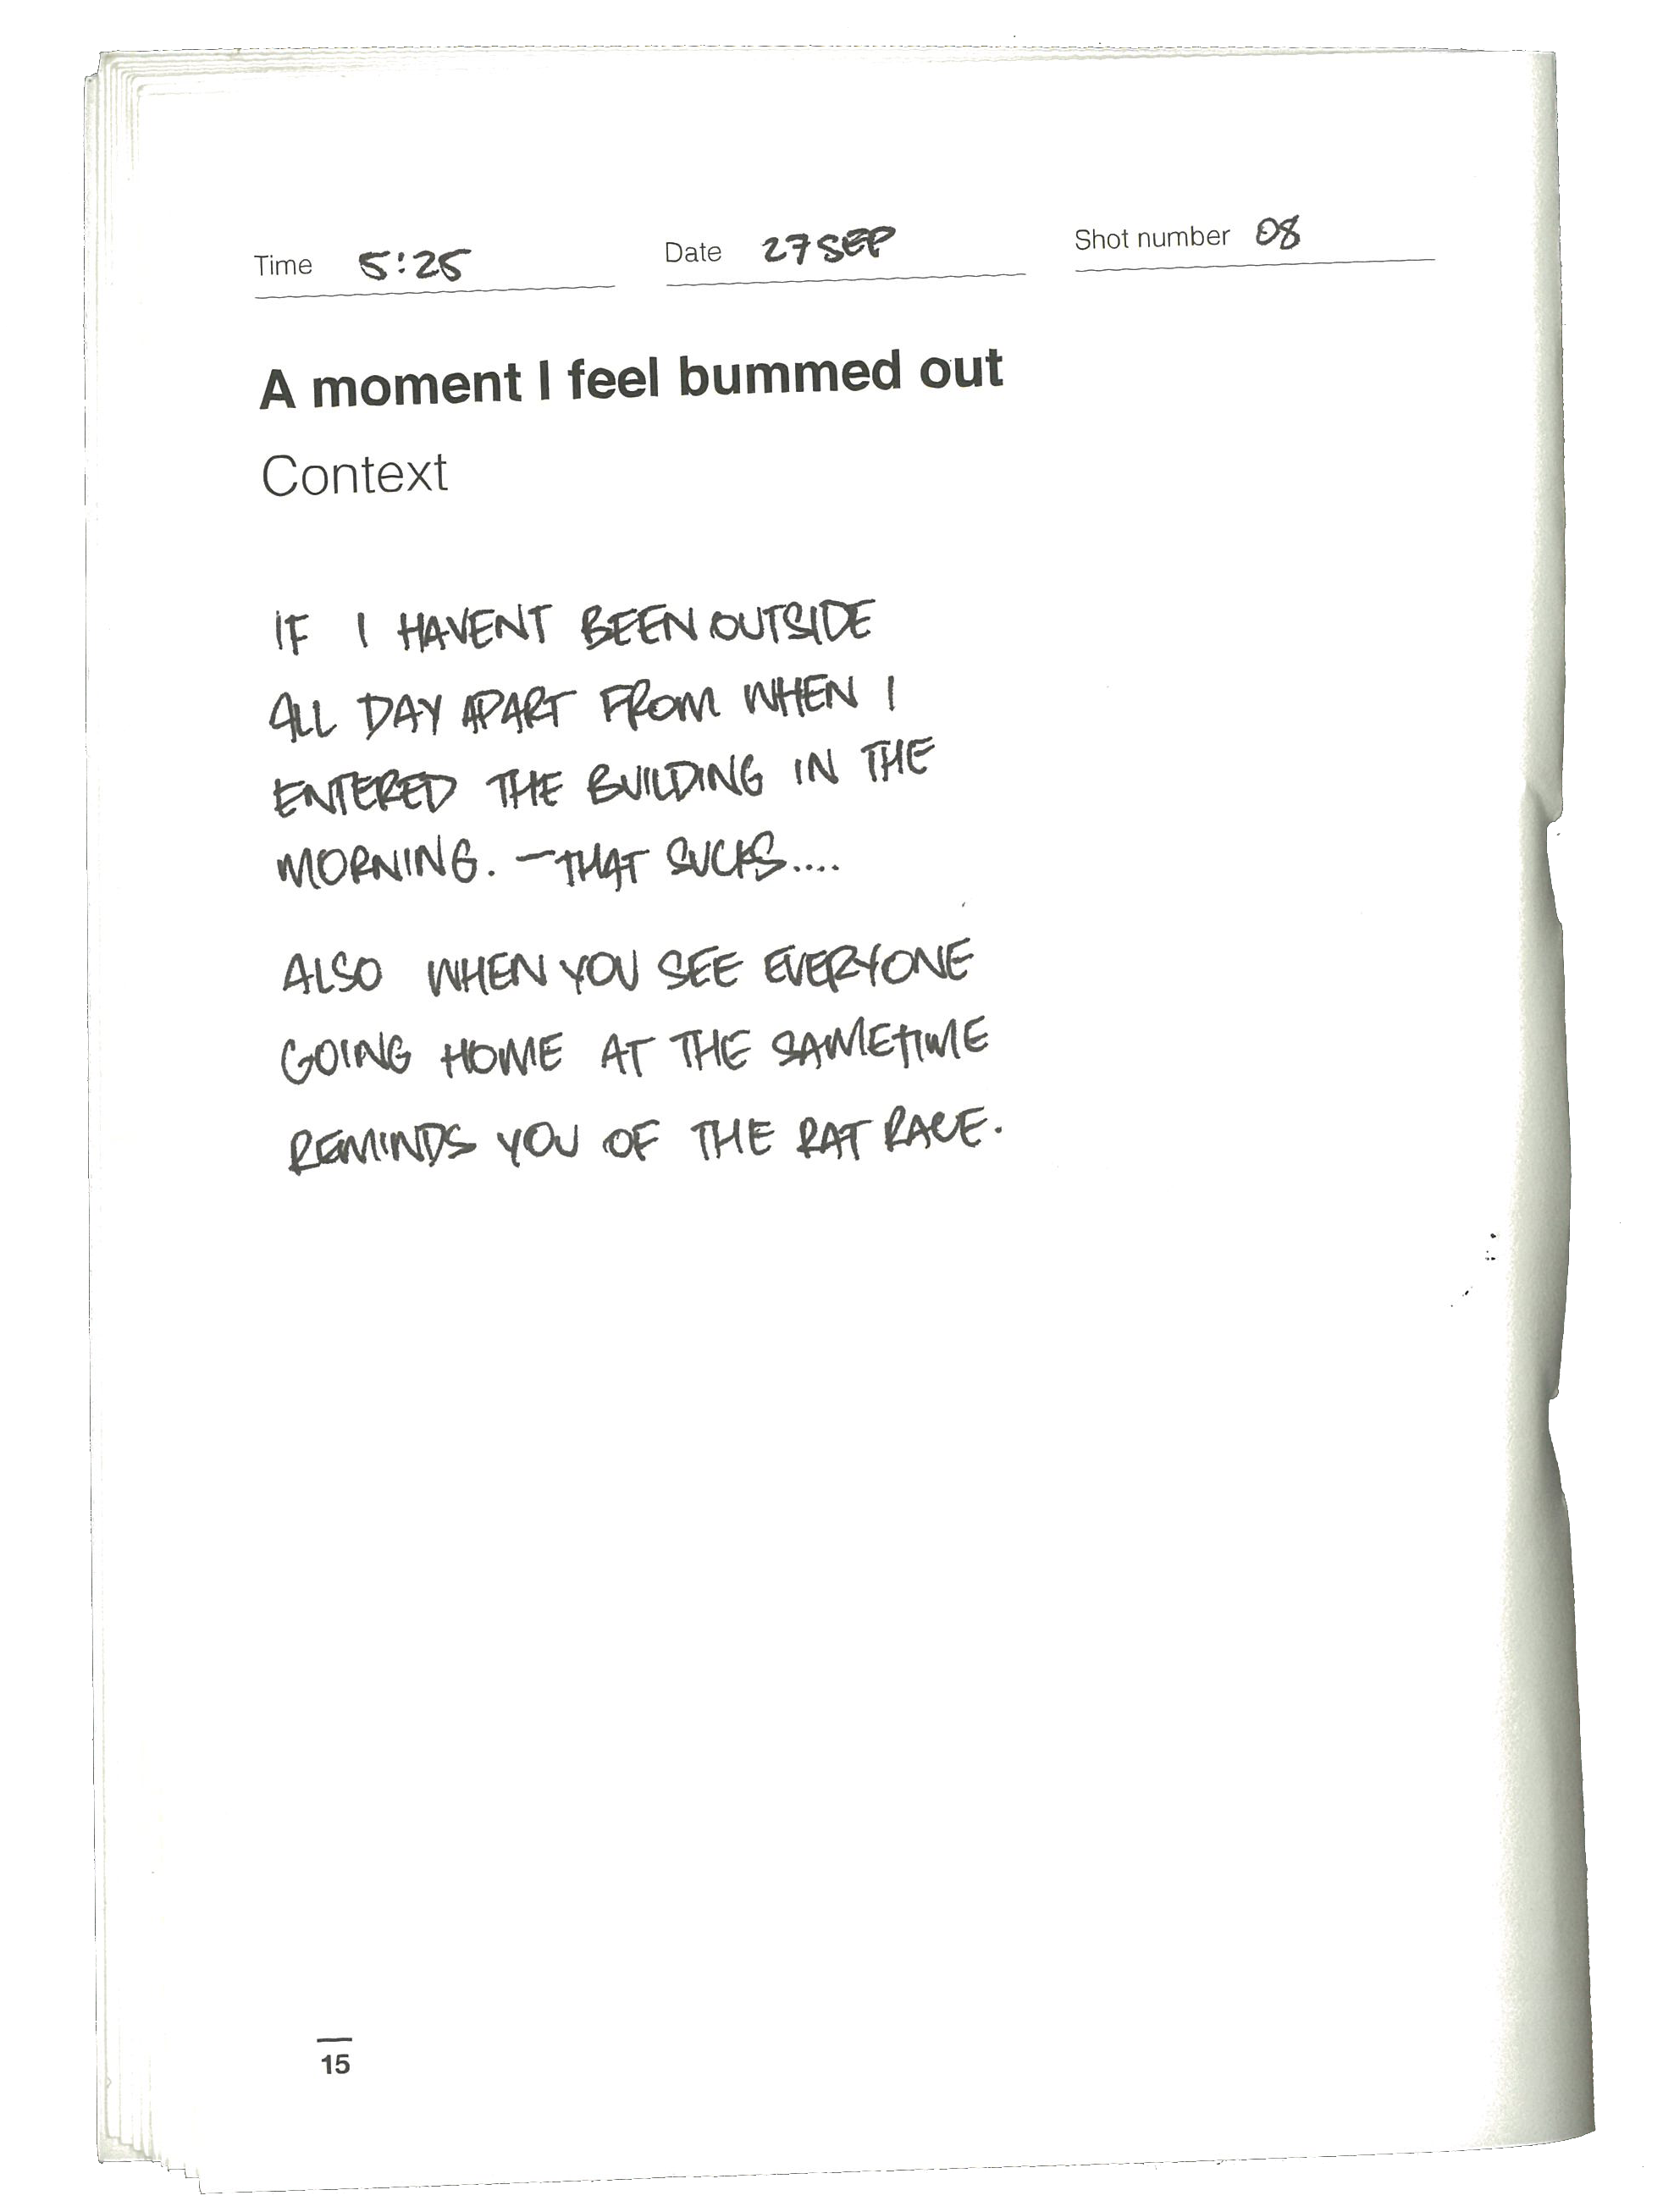 Time 5:25 Date 27 SEP Shot number 08
A moment I feel bummed out
Context
IF I HAVENT BEEN OUTSIDE
ALL DAY APART FROM WHEN I
ENTERED THE BUILDING IN THE
MORNING. – THAT SUCKS....
ALSO WHEN YOU SEE EVERYONE
GOING HOME AT THE SAMETIME
REMINDS YOU OF THE RAT RACE.
15